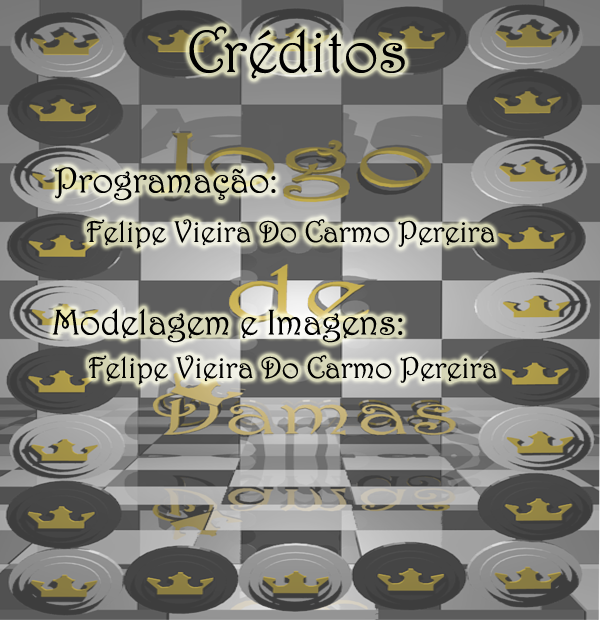 Créditos
Jogo
Programação:
Felipe Vieira Do Carmo Pereira
de
Modelagem e Imagens:
Felipe Vieira Do Carmo Pereira
Damas